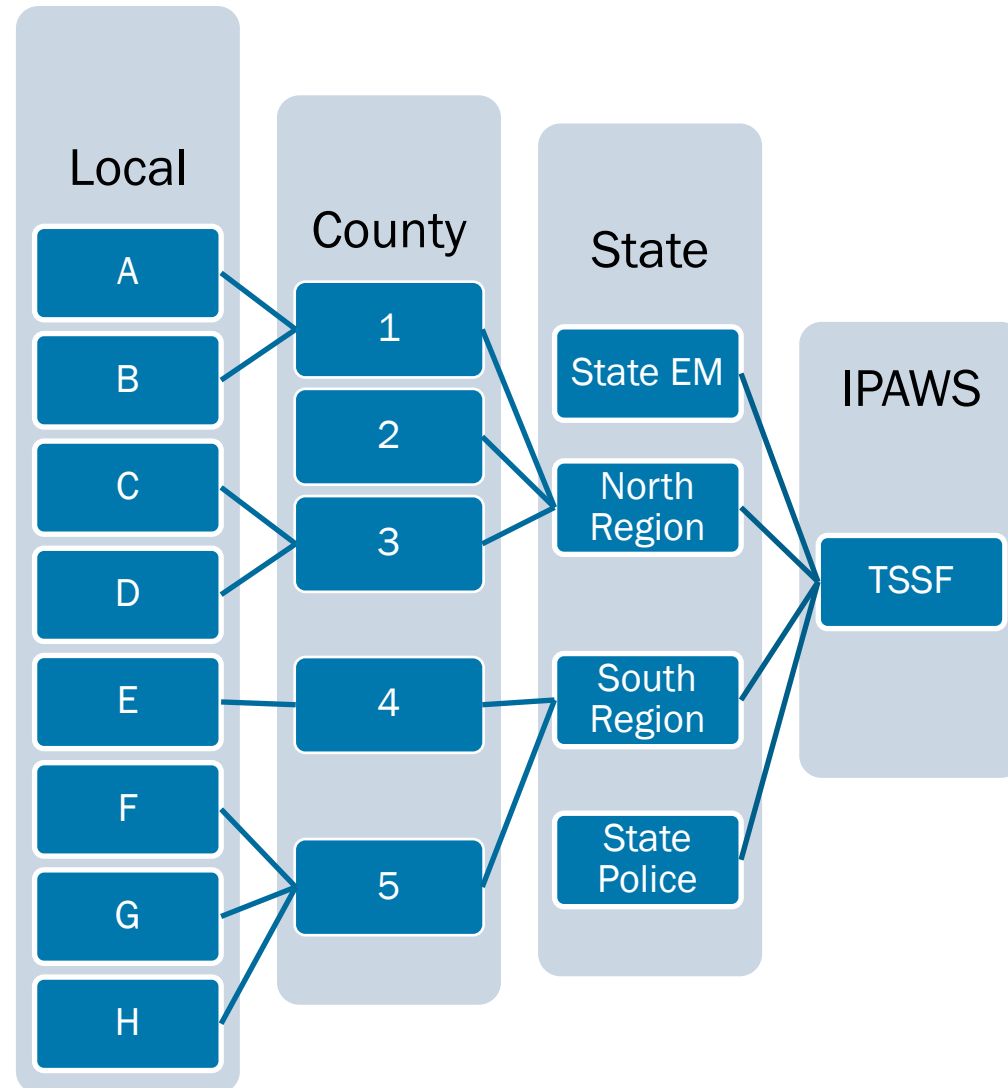 Local
A
B
C
D
E
F
G
H
County
1
2
3
4
5
State
State EM
North
Region
South
Region
State
Police
IPAWS
TSSF